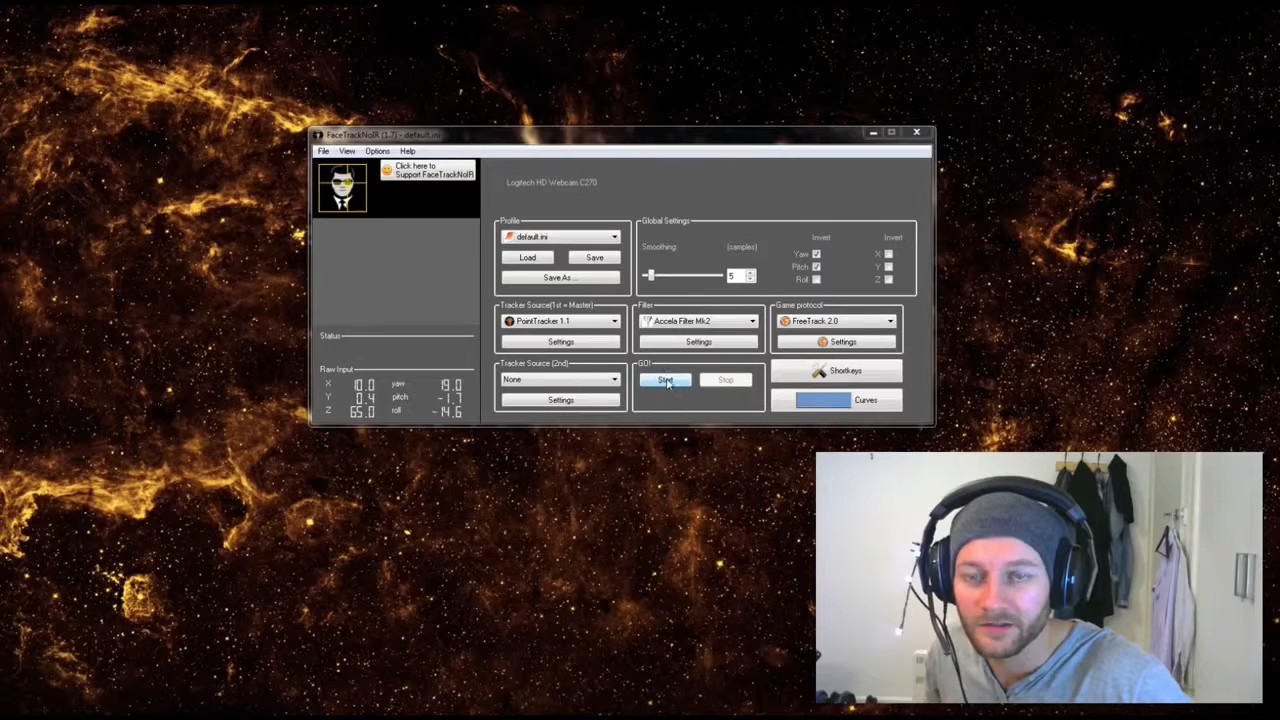 FaceTrackNoIR (1.7) - default.ini
File View Options Help
Click here to
Support FaceTrackNoIR
Logitech HD Webcam C270
Profile
default.ini
Load Save
Save As ...
Global Settings
Smoothing: (samples)
5
Invert Invert
Yaw X
Pitch Y
Roll Z
Tracker Source(1st = Master)
PointTracker 1.1
Settings
Filter
Accela Filter Mk2
Settings
Game protocol
FreeTrack 2.0
Settings
Tracker Source (2nd)
None
Settings
GO!
Start Stop
Shortkeys
Curves
Status
Raw Input
X 10.0 yaw 19.0
Y 0.4 pitch -1.7
Z 65.0 roll -14.6